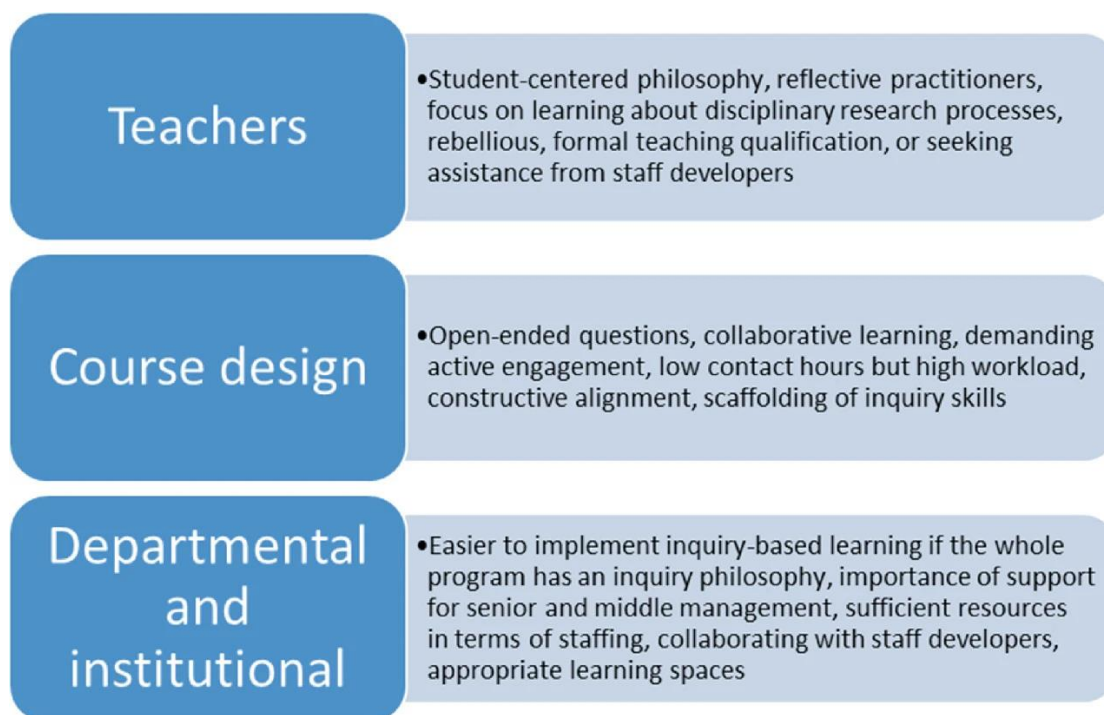 Teachers
•Student-centered philosophy, reflective practitioners,
focus on learning about disciplinary research processes,
rebellious, formal teaching qualification, or seeking
assistance from staff developers
Course design
•Open-ended questions, collaborative learning, demanding
active engagement, low contact hours but high workload,
constructive alignment, scaffolding of inquiry skills
Departmental
and
institutional
•Easier to implement inquiry-based learning if the whole
program has an inquiry philosophy, importance of support
for senior and middle management, sufficient resources
in terms of staffing, collaborating with staff developers,
appropriate learning spaces